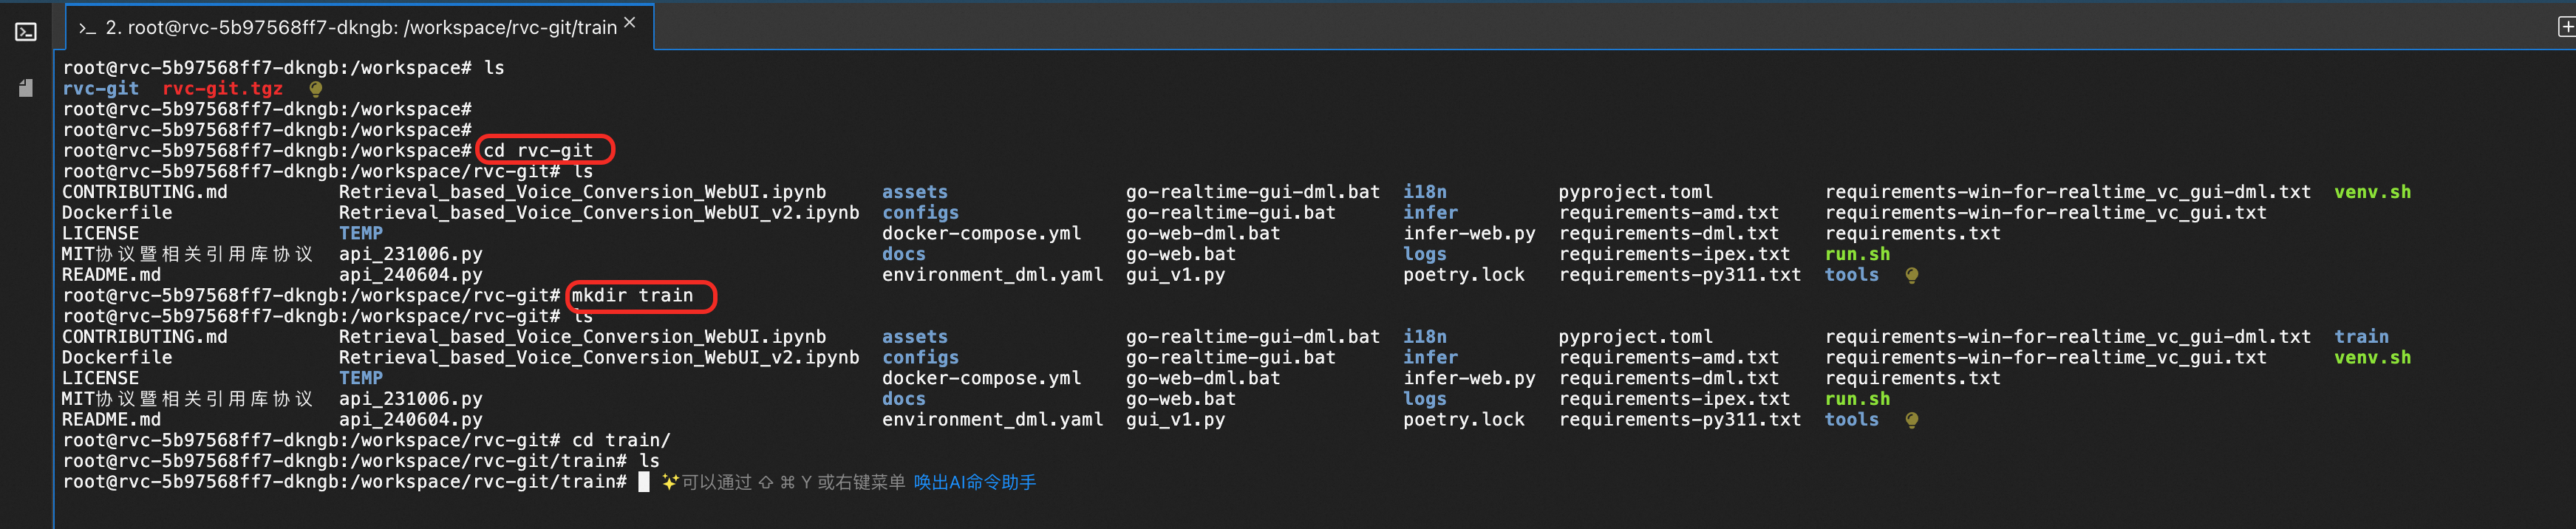 >_ 2. root@rvc-5b97568ff7-dkngb: /workspace/rvc-git/train ×
root@rvc-5b97568ff7-dkngb:/workspace# ls
rvc-git rvc-git.tgz
root@rvc-5b97568ff7-dkngb:/workspace#
root@rvc-5b97568ff7-dkngb:/workspace#
root@rvc-5b97568ff7-dkngb:/workspace# cd rvc-git
root@rvc-5b97568ff7-dkngb:/workspace/rvc-git# ls
CONTRIBUTING.md Retrieval_based_Voice_Conversion_WebUI.ipynb assets go-realtime-gui-dml.bat i18n pyproject.toml requirements-win-for-realtime_vc_gui-dml.txt venv.sh
Dockerfile Retrieval_based_Voice_Conversion_WebUI_v2.ipynb configs go-realtime-gui.bat infer requirements-amd.txt requirements-win-for-realtime_vc_gui.txt
LICENSE TEMP docker-compose.yml go-web-dml.bat infer-web.py requirements-dml.txt requirements.txt
MIT协议暨相关引用库协议 api_231006.py docs go-web.bat logs requirements-ipex.txt run.sh
README.md api_240604.py environment_dml.yaml gui_v1.py poetry.lock requirements-py311.txt tools
root@rvc-5b97568ff7-dkngb:/workspace/rvc-git# mkdir train
root@rvc-5b97568ff7-dkngb:/workspace/rvc-git# ls
CONTRIBUTING.md Retrieval_based_Voice_Conversion_WebUI.ipynb assets go-realtime-gui-dml.bat i18n pyproject.toml requirements-win-for-realtime_vc_gui-dml.txt train
Dockerfile Retrieval_based_Voice_Conversion_WebUI_v2.ipynb configs go-realtime-gui.bat infer requirements-amd.txt requirements-win-for-realtime_vc_gui.txt venv.sh
LICENSE TEMP docker-compose.yml go-web-dml.bat infer-web.py requirements-dml.txt requirements.txt
MIT协议暨相关引用库协议 api_231006.py docs go-web.bat logs requirements-ipex.txt run.sh
README.md api_240604.py environment_dml.yaml gui_v1.py poetry.lock requirements-py311.txt tools
root@rvc-5b97568ff7-dkngb:/workspace/rvc-git# cd train/
root@rvc-5b97568ff7-dkngb:/workspace/rvc-git/train# ls
root@rvc-5b97568ff7-dkngb:/workspace/rvc-git/train# ✨可以通过 ⇧ ⌘ Y 或右键菜单 唤出AI命令助手